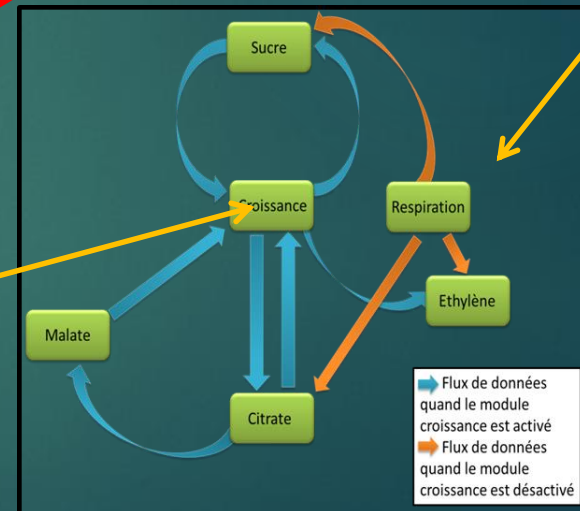 Sucre
Croissance
Respiration
Ethylène
Malate
Citrate
Flux de données
quand le module
croissance est activé
Flux de données
quand le module
croissance est désactivé